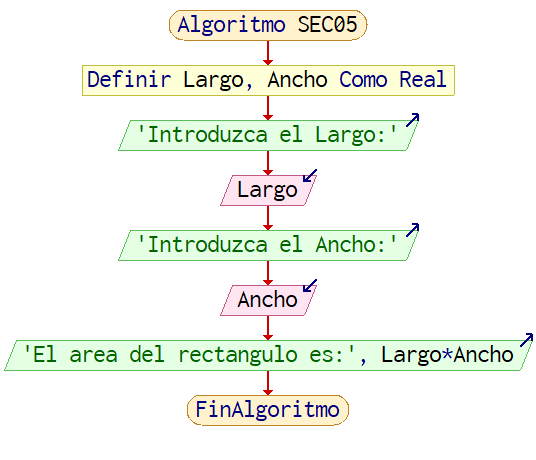 Algoritmo SEC05
Definir Largo, Ancho Como Real
'Introduzca el Largo:'
Largo
'Introduzca el Ancho:'
Ancho
'El area del rectangulo es:', Largo*Ancho
FinAlgoritmo